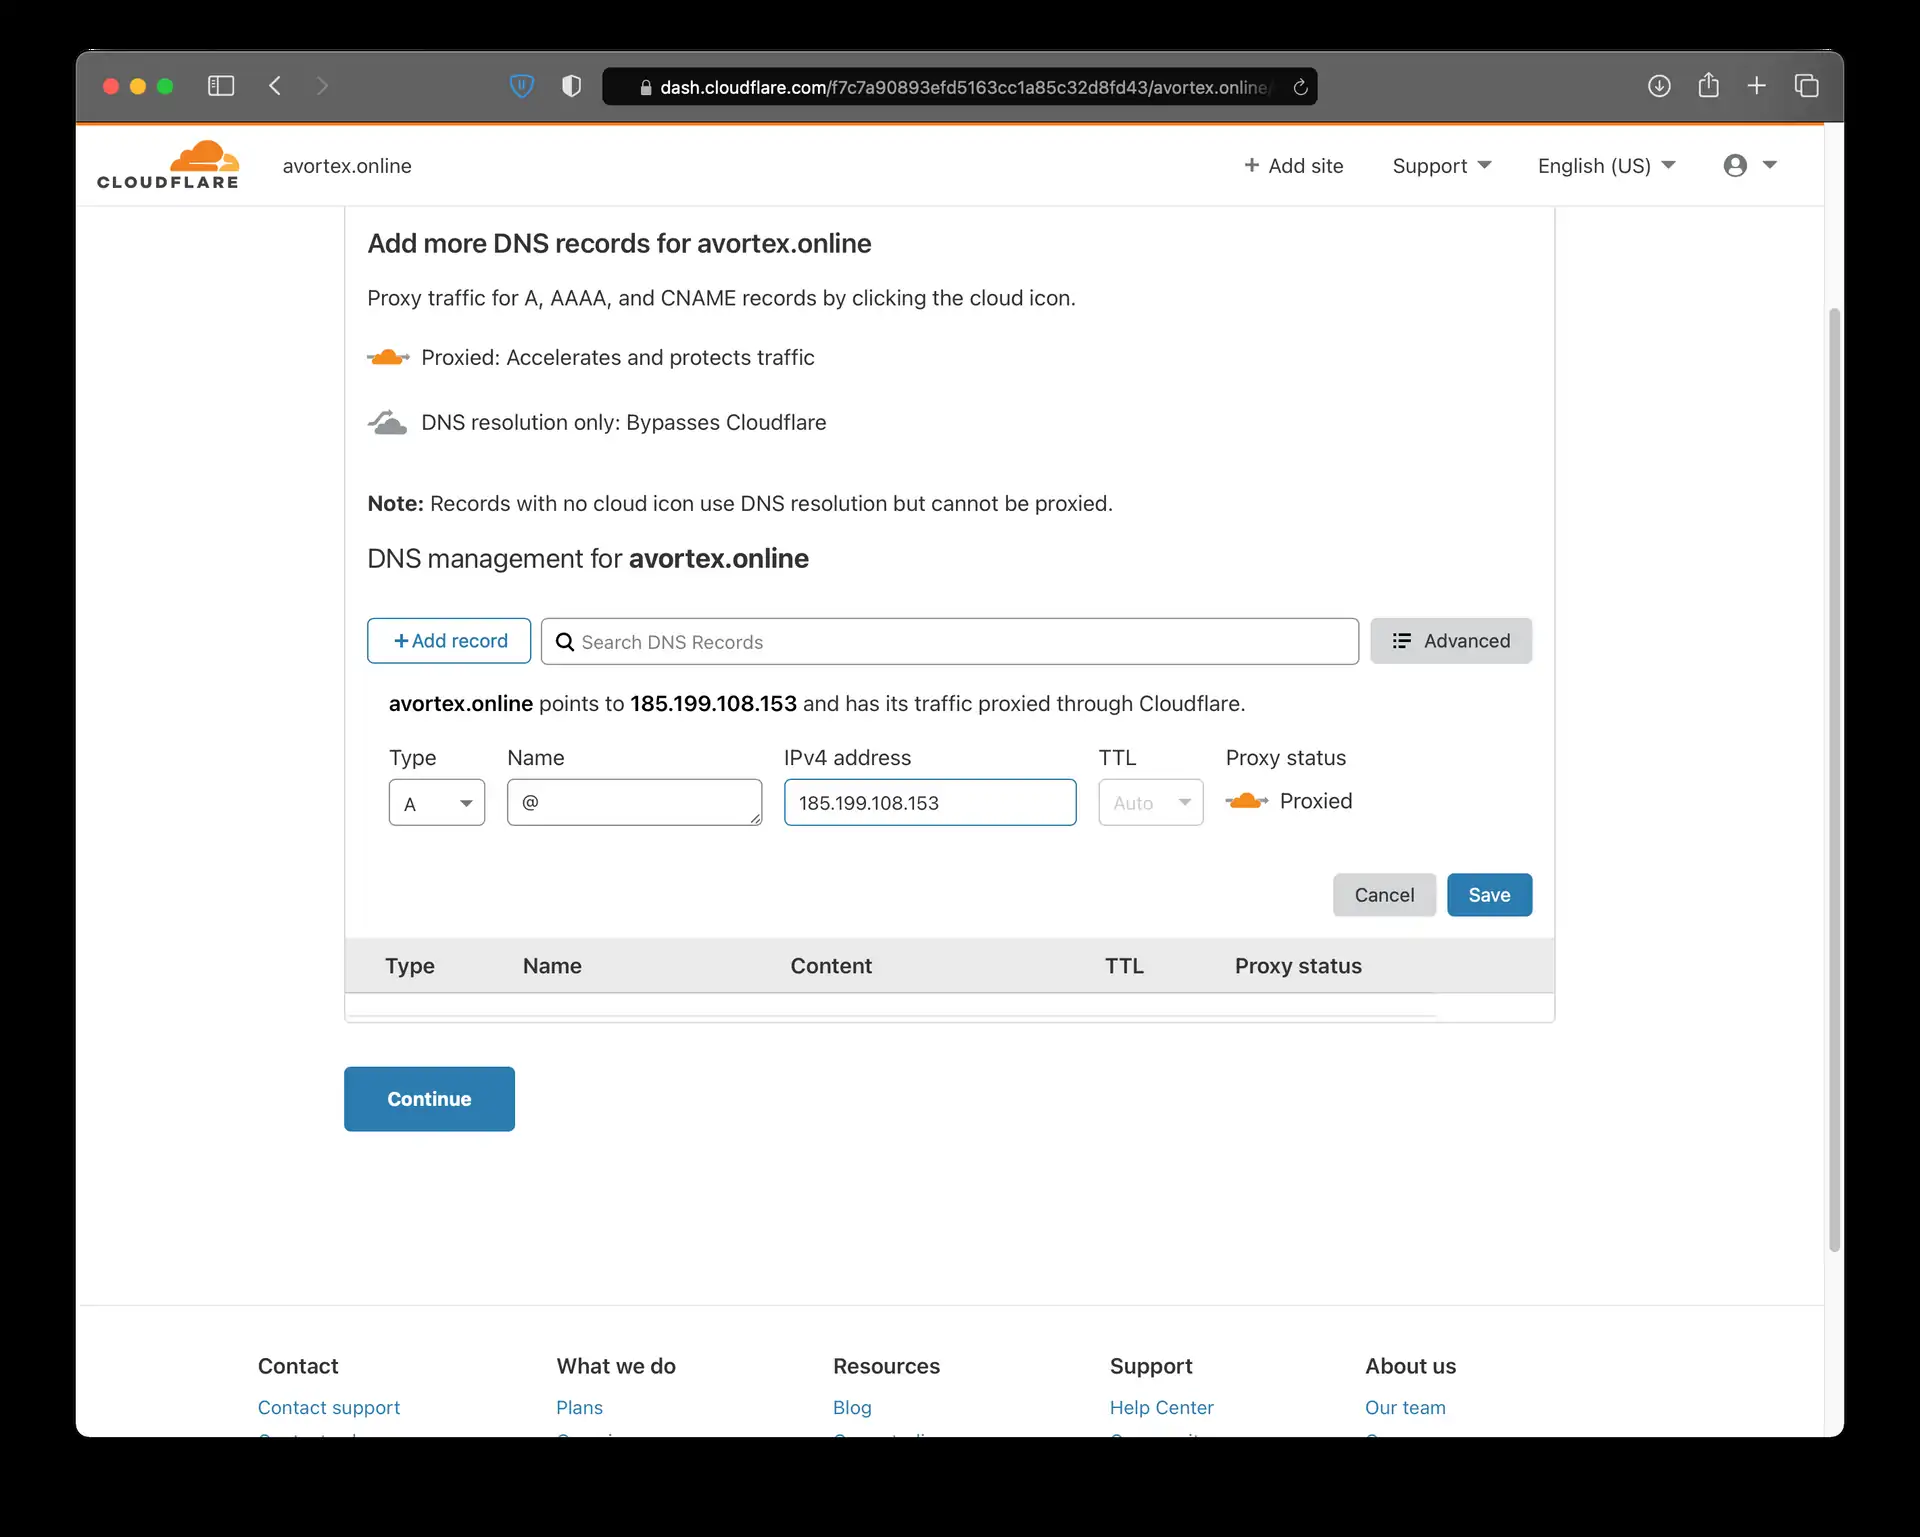 dash.cloudflare.com/f7c7a90893efd5163cc1a85c32d8fd43/avortex.online/
CLOUDFLARE
avortex.online
+ Add site
Support
English (US)
Add more DNS records for avortex.online
Proxy traffic for A, AAAA, and CNAME records by clicking the cloud icon.
Proxied: Accelerates and protects traffic
DNS resolution only: Bypasses Cloudflare
Note: Records with no cloud icon use DNS resolution but cannot be proxied.
DNS management for avortex.online
+ Add record
Search DNS Records
Advanced
avortex.online points to 185.199.108.153 and has its traffic proxied through Cloudflare.
Type Name IPv4 address TTL Proxy status
A @ 185.199.108.153 Auto Proxied
Cancel Save
Type Name Content TTL Proxy status
Continue
Contact What we do Resources Support About us
Contact support Plans Blog Help Center Our team